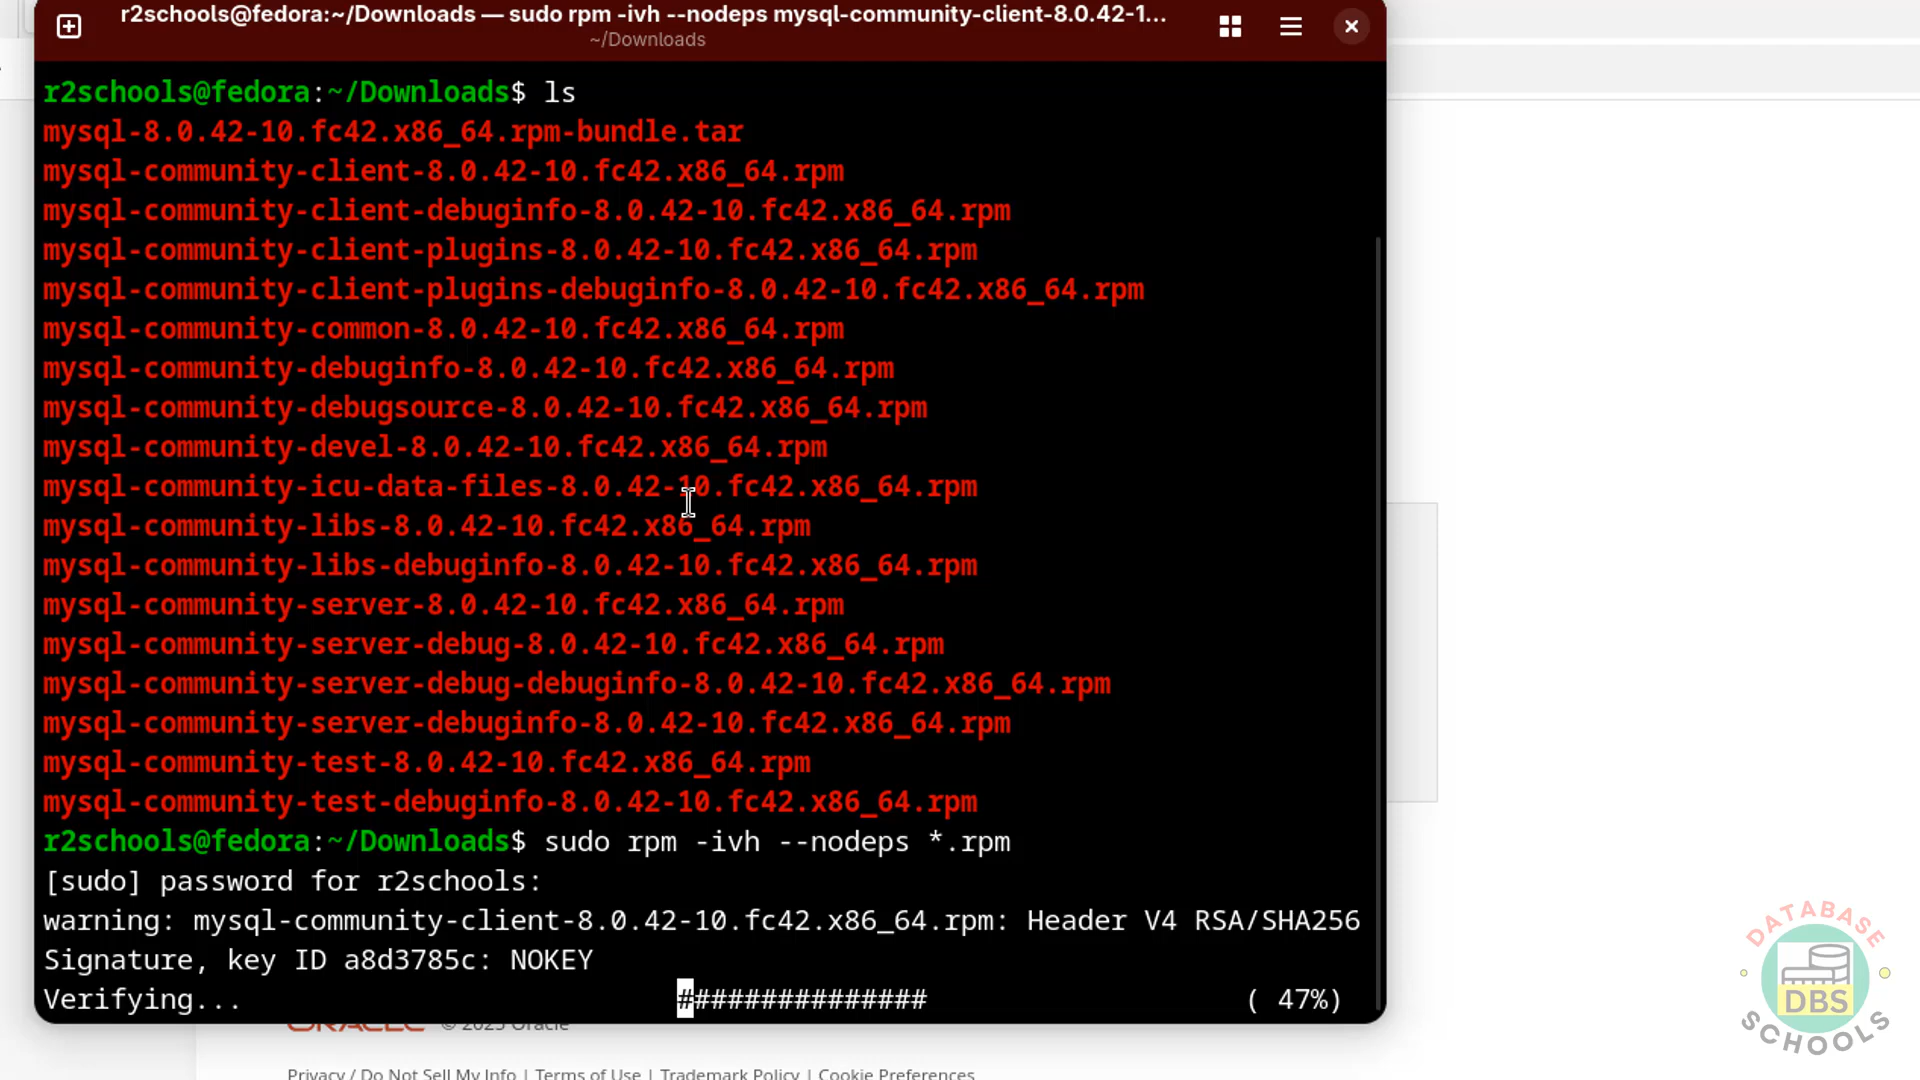 r2schools@fedora:~/Downloads — sudo rpm -ivh --nodeps mysql-community-client-8.0.42-1...
~/Downloads
r2schools@fedora:~/Downloads$ ls
mysql-8.0.42-10.fc42.x86_64.rpm-bundle.tar
mysql-community-client-8.0.42-10.fc42.x86_64.rpm
mysql-community-client-debuginfo-8.0.42-10.fc42.x86_64.rpm
mysql-community-client-plugins-8.0.42-10.fc42.x86_64.rpm
mysql-community-client-plugins-debuginfo-8.0.42-10.fc42.x86_64.rpm
mysql-community-common-8.0.42-10.fc42.x86_64.rpm
mysql-community-debuginfo-8.0.42-10.fc42.x86_64.rpm
mysql-community-debugsource-8.0.42-10.fc42.x86_64.rpm
mysql-community-devel-8.0.42-10.fc42.x86_64.rpm
mysql-community-icu-data-files-8.0.42-10.fc42.x86_64.rpm
mysql-community-libs-8.0.42-10.fc42.x86_64.rpm
mysql-community-libs-debuginfo-8.0.42-10.fc42.x86_64.rpm
mysql-community-server-8.0.42-10.fc42.x86_64.rpm
mysql-community-server-debug-8.0.42-10.fc42.x86_64.rpm
mysql-community-server-debug-debuginfo-8.0.42-10.fc42.x86_64.rpm
mysql-community-server-debuginfo-8.0.42-10.fc42.x86_64.rpm
mysql-community-test-8.0.42-10.fc42.x86_64.rpm
mysql-community-test-debuginfo-8.0.42-10.fc42.x86_64.rpm
r2schools@fedora:~/Downloads$ sudo rpm -ivh --nodeps *.rpm
[sudo] password for r2schools:
warning: mysql-community-client-8.0.42-10.fc42.x86_64.rpm: Header V4 RSA/SHA256
Signature, key ID a8d3785c: NOKEY
Verifying... ############### ( 47%)
ORACLE © 2025 Oracle
Privacy / Do Not Sell My Info | Terms of Use | Trademark Policy | Cookie Preferences
DATABASE
DBS
SCHOOLS